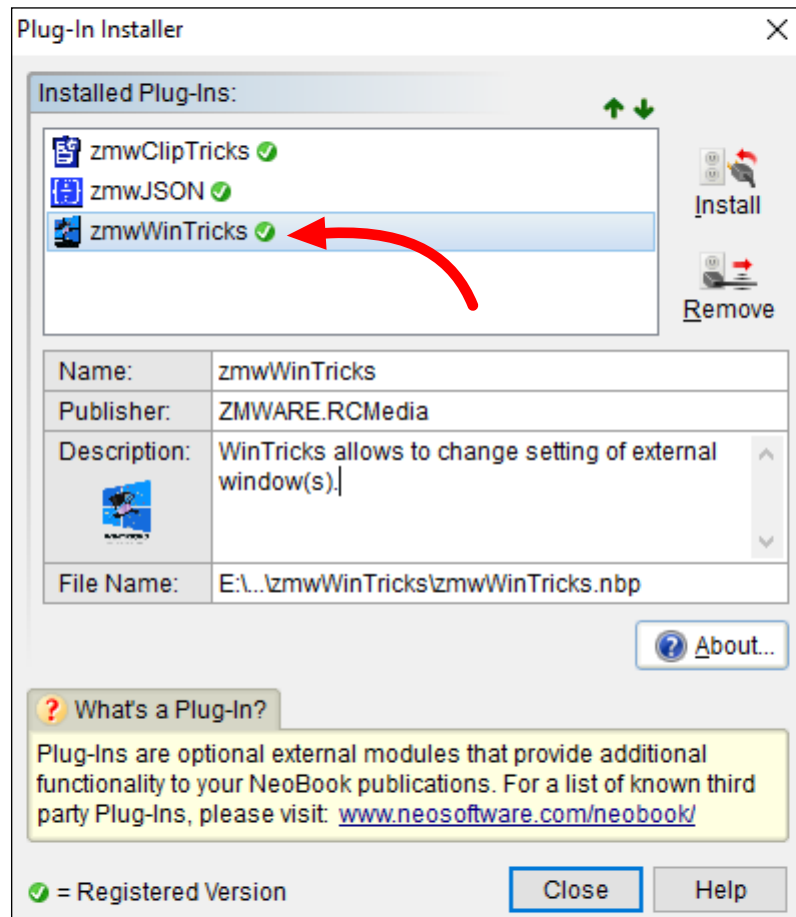 Plug-In Installer
Installed Plug-Ins:
zmwClipTricks
zmwJSON
zmwWinTricks
Install
Remove
Name: zmwWinTricks
Publisher: ZMWARE.RCMedia
Description: WinTricks allows to change setting of external
window(s).
File Name: E:\...\zmwWinTricks\zmwWinTricks.nbp
About...
What's a Plug-In?
Plug-Ins are optional external modules that provide additional
functionality to your NeoBook publications. For a list of known third
party Plug-Ins, please visit: www.neosoftware.com/neobook/
= Registered Version
Close
Help